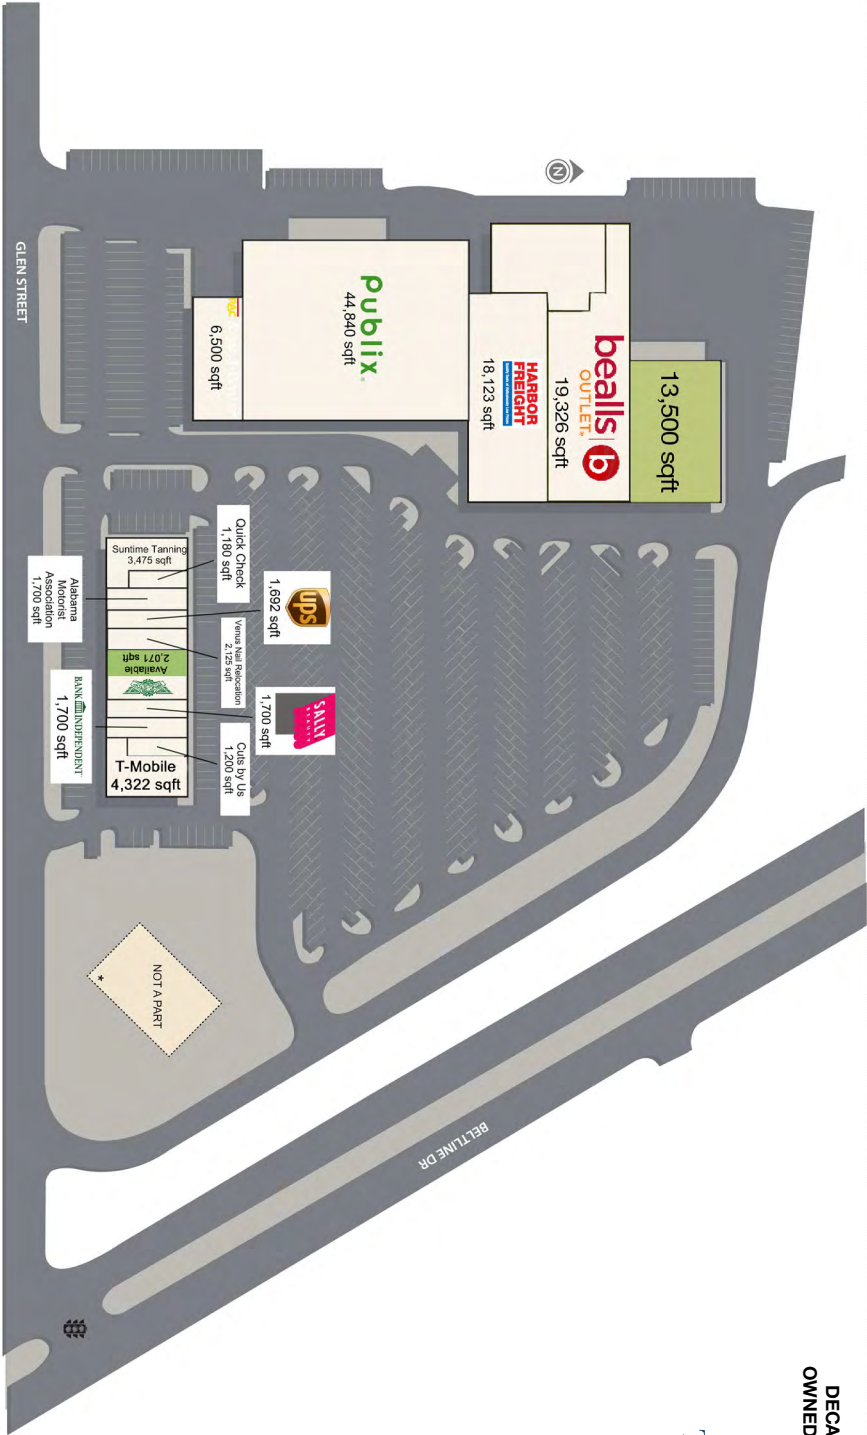 GLEN STREET
N
publix.
44,840 sqft
6,500 sqft
HARBOR
FREIGHT
18,123 sqft
bealls b
OUTLET
19,326 sqft
13,500 sqft
Suntime Tanning
3,475 sqft
Quick Check
1,180 sqft
Alabama
Motorist
Association
1,700 sqft
ups
1,692 sqft
Venus Nail Relocation
2,125 sqft
Available
2,071 sqft
BANK INDEPENDENT
1,700 sqft
SALLY
BEAUTY
1,700 sqft
Cuts by Us
1,200 sqft
T-Mobile
4,322 sqft
NOT A PART
*
BELTLINE DR
DECA
OWNED